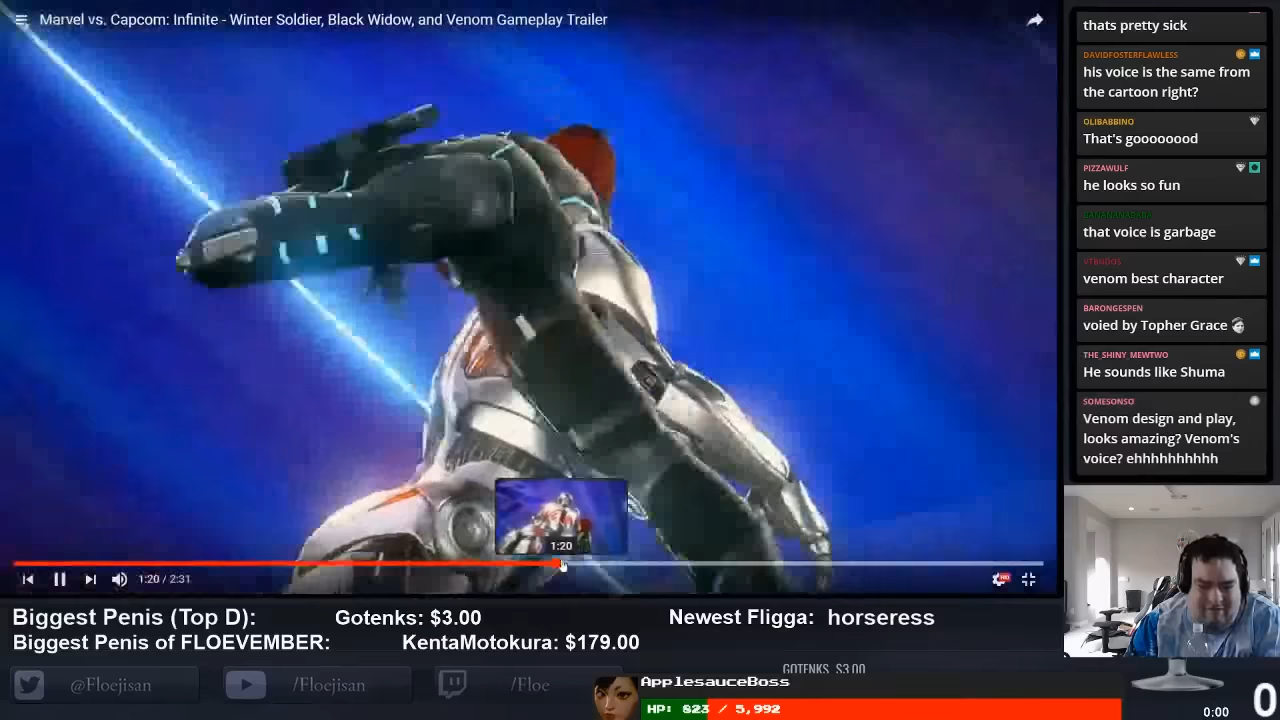 Marvel vs. Capcom: Infinite - Winter Soldier, Black Widow, and Venom Gameplay Trailer
1:20
1:20 / 2:31
HD
thats pretty sick
DAVIDFOSTERFLAWLESS
his voice is the same from
the cartoon right?
OLIBABBINO
That's goooooood
PIZZAWULF
he looks so fun
that voice is garbage
VTBUDOS
venom best character
BARONGESPEN
voied by Topher Grace
THE_SHINY_MEWTWO
He sounds like Shuma
SOMESONSO
Venom design and play,
looks amazing? Venom's
voice? ehhhhhhhhhh
Biggest Penis (Top D): Gotenks: $3.00
Newest Fligga: horseress
Biggest Penis of FLOEVEMBER: KentaMotokura: $179.00
@Floejisan
/Floejisan
/Floe
GOTENKS $3.00
ApplesauceBoss
HP: 823 / 5,992
0:00
0